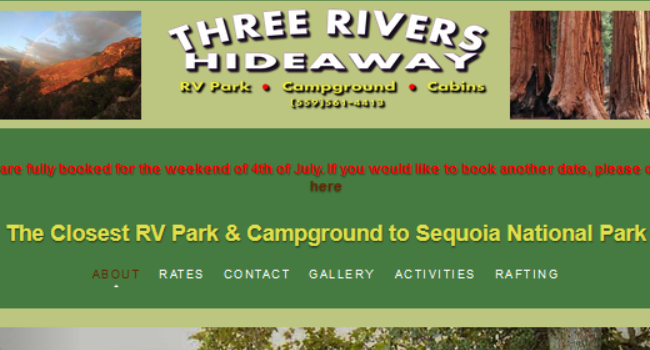 THREE RIVERS
HIDEAWAY
RV Park • Campground • Cabins
(559)561-4413
are fully booked for the weekend of 4th of July. If you would like to book another date, please
here
The Closest RV Park & Campground to Sequoia National Park
ABOUT RATES CONTACT GALLERY ACTIVITIES RAFTING